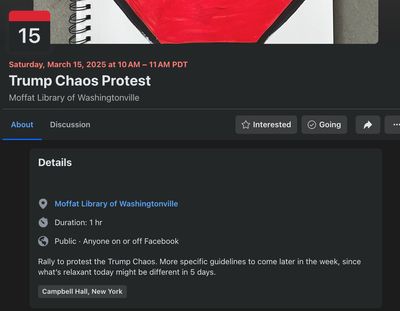 15
Saturday, March 15, 2025 at 10 AM – 11 AM PDT
Trump Chaos Protest
Moffat Library of Washingtonville
About Discussion Interested Going
Details
Moffat Library of Washingtonville
Duration: 1 hr
Public · Anyone on or off Facebook
Rally to protest the Trump Chaos. More specific guidelines to come later in the week, since
what's relaxant today might be different in 5 days.
Campbell Hall, New York